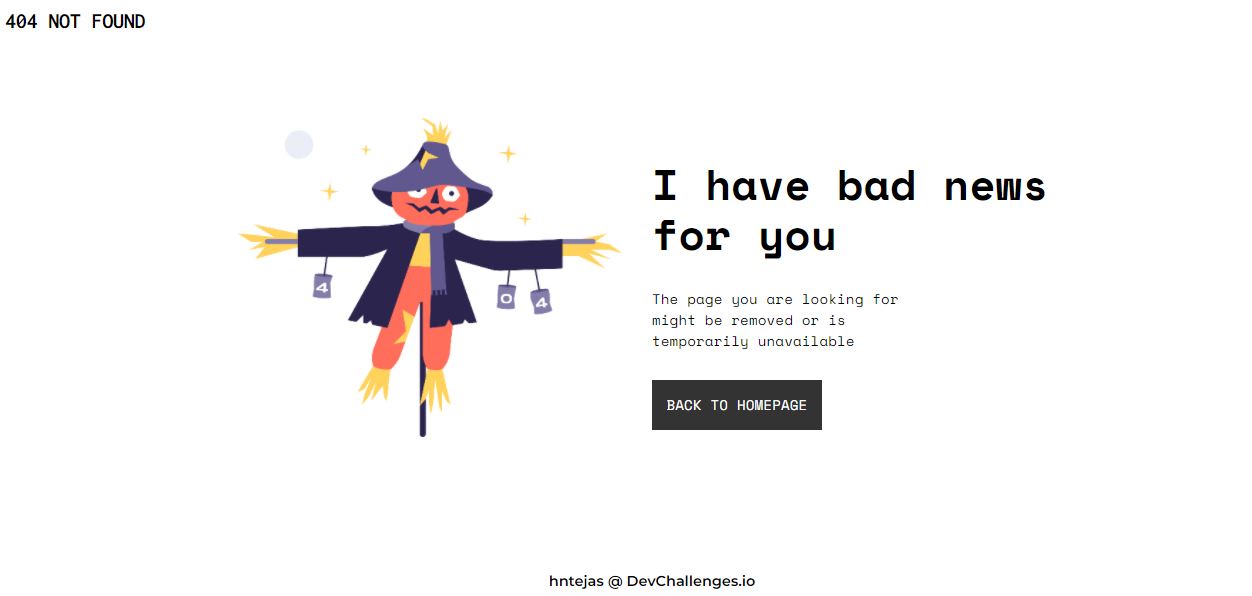 404 NOT FOUND
I have bad news
for you
4
0
4
The page you are looking for
might be removed or is
temporarily unavailable
BACK TO HOMEPAGE
hntejas @ DevChallenges.io